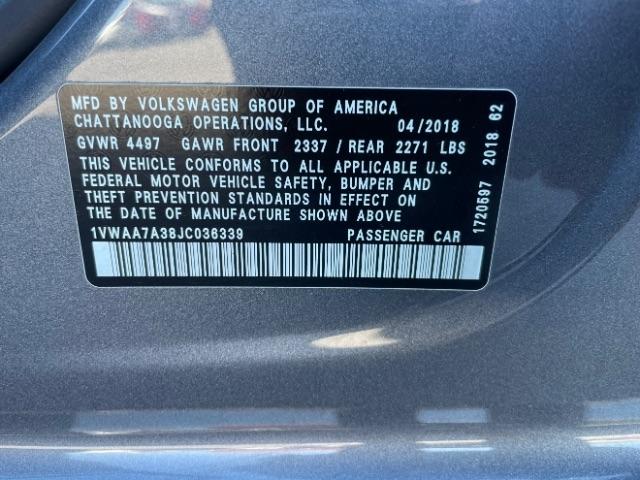 MFD BY VOLKSWAGEN GROUP OF AMERICA
CHATTANOOGA OPERATIONS, LLC. 04/2018
GVWR 4497 GAWR FRONT 2337 / REAR 2271 LBS
THIS VEHICLE CONFORMS TO ALL APPLICABLE U.S.
FEDERAL MOTOR VEHICLE SAFETY, BUMPER AND
THEFT PREVENTION STANDARDS IN EFFECT ON
THE DATE OF MANUFACTURE SHOWN ABOVE
1VWAA7A38JC036339 PASSENGER CAR
1720597 2018 62